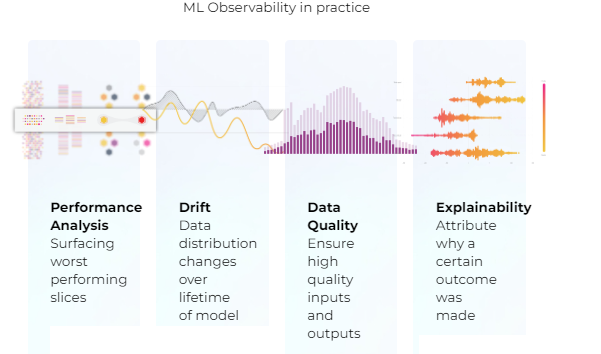 ML Observability in practice
Performance
Analysis
Surfacing
worst
performing
slices
Drift
Data
distribution
changes
over
lifetime
of model
Data
Quality
Ensure
high
quality
inputs
and
outputs
Explainability
Attribute
why a
certain
outcome
was
made